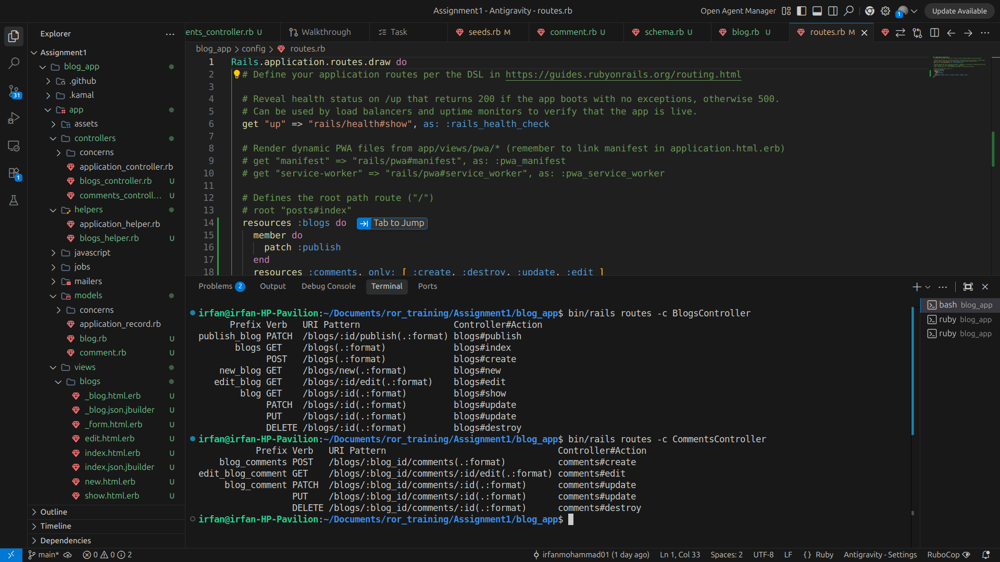 Assignment1 - Antigravity - routes.rb
Open Agent Manager
1
Update Available
Explorer
ents_controller.rb U
Walkthrough
Task
seeds.rb M
comment.rb U
schema.rb U
blog.rb U
routes.rb M
Assignment1
blog_app
.github
.kamal
app
assets
controllers
concerns
application_controller.rb
blogs_controller.rb U
comments_controll... U
helpers
application_helper.rb
blogs_helper.rb U
javascript
jobs
mailers
models
concerns
application_record.rb
blog.rb U
comment.rb U
views
blogs
_blog.html.erb U
_blog.json.jbuilder U
_form.html.erb U
edit.html.erb U
index.html.erb U
index.json.jbuilder U
new.html.erb U
show.html.erb U
Outline
Timeline
Dependencies
31
1
blog_app > config > routes.rb
1 Rails.application.routes.draw do
2 # Define your application routes per the DSL in https://guides.rubyonrails.org/routing.html
3
4 # Reveal health status on /up that returns 200 if the app boots with no exceptions, otherwise 500.
5 # Can be used by load balancers and uptime monitors to verify that the app is live.
6 get "up" => "rails/health#show", as: :rails_health_check
7
8 # Render dynamic PWA files from app/views/pwa/* (remember to link manifest in application.html.erb)
9 # get "manifest" => "rails/pwa#manifest", as: :pwa_manifest
10 # get "service-worker" => "rails/pwa#service_worker", as: :pwa_service_worker
11
12 # Defines the root path route ("/")
13 # root "posts#index"
14 resources :blogs do Tab to Jump
15 member do
16 patch :publish
17 end
18 resources :comments, only: [ :create, :destroy, :update, :edit ]
Problems 2 Output Debug Console Terminal Ports
irfan@irfan-HP-Pavilion:~/Documents/ror_training/Assignment1/blog_app$ bin/rails routes -c BlogsController
Prefix Verb URI Pattern Controller#Action
publish_blog PATCH /blogs/:id/publish(.:format) blogs#publish
blogs GET /blogs(.:format) blogs#index
POST /blogs(.:format) blogs#create
new_blog GET /blogs/new(.:format) blogs#new
edit_blog GET /blogs/:id/edit(.:format) blogs#edit
blog GET /blogs/:id(.:format) blogs#show
PATCH /blogs/:id(.:format) blogs#update
PUT /blogs/:id(.:format) blogs#update
DELETE /blogs/:id(.:format) blogs#destroy
irfan@irfan-HP-Pavilion:~/Documents/ror_training/Assignment1/blog_app$ bin/rails routes -c CommentsController
Prefix Verb URI Pattern Controller#Action
blog_comments POST /blogs/:blog_id/comments(.:format) comments#create
edit_blog_comment GET /blogs/:blog_id/comments/:id/edit(.:format) comments#edit
blog_comment PATCH /blogs/:blog_id/comments/:id(.:format) comments#update
PUT /blogs/:blog_id/comments/:id(.:format) comments#update
DELETE /blogs/:blog_id/comments/:id(.:format) comments#destroy
irfan@irfan-HP-Pavilion:~/Documents/ror_training/Assignment1/blog_app$
bash blog_app
ruby blog_app
ruby blog_app
main* 0 0 2
irfanmohammad01 (1 day ago) Ln 1, Col 33 Spaces: 2 UTF-8 LF {} Ruby Antigravity - Settings RuboCop